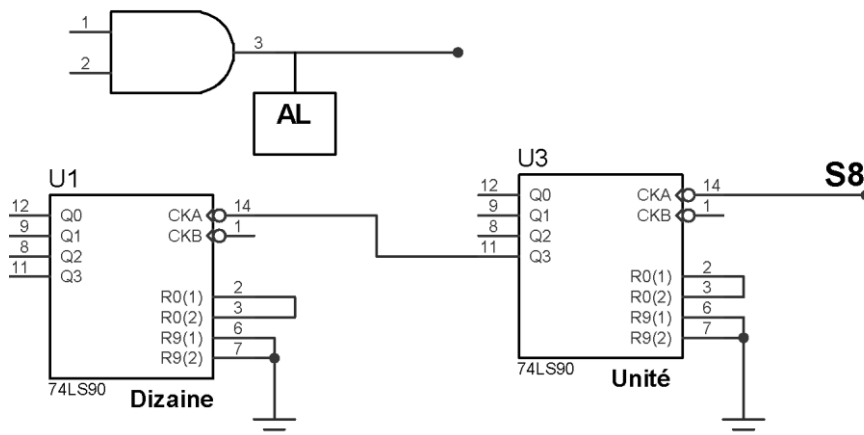 1
2
3
AL
U1
12 Q0 CKA 14
9 Q1 CKB 1
8 Q2
11 Q3
R0(1) 2
R0(2) 3
R9(1) 6
R9(2) 7
74LS90
Dizaine
U3
S8
12 Q0 CKA 14
9 Q1 CKB 1
8 Q2
11 Q3
R0(1) 2
R0(2) 3
R9(1) 6
R9(2) 7
74LS90
Unité